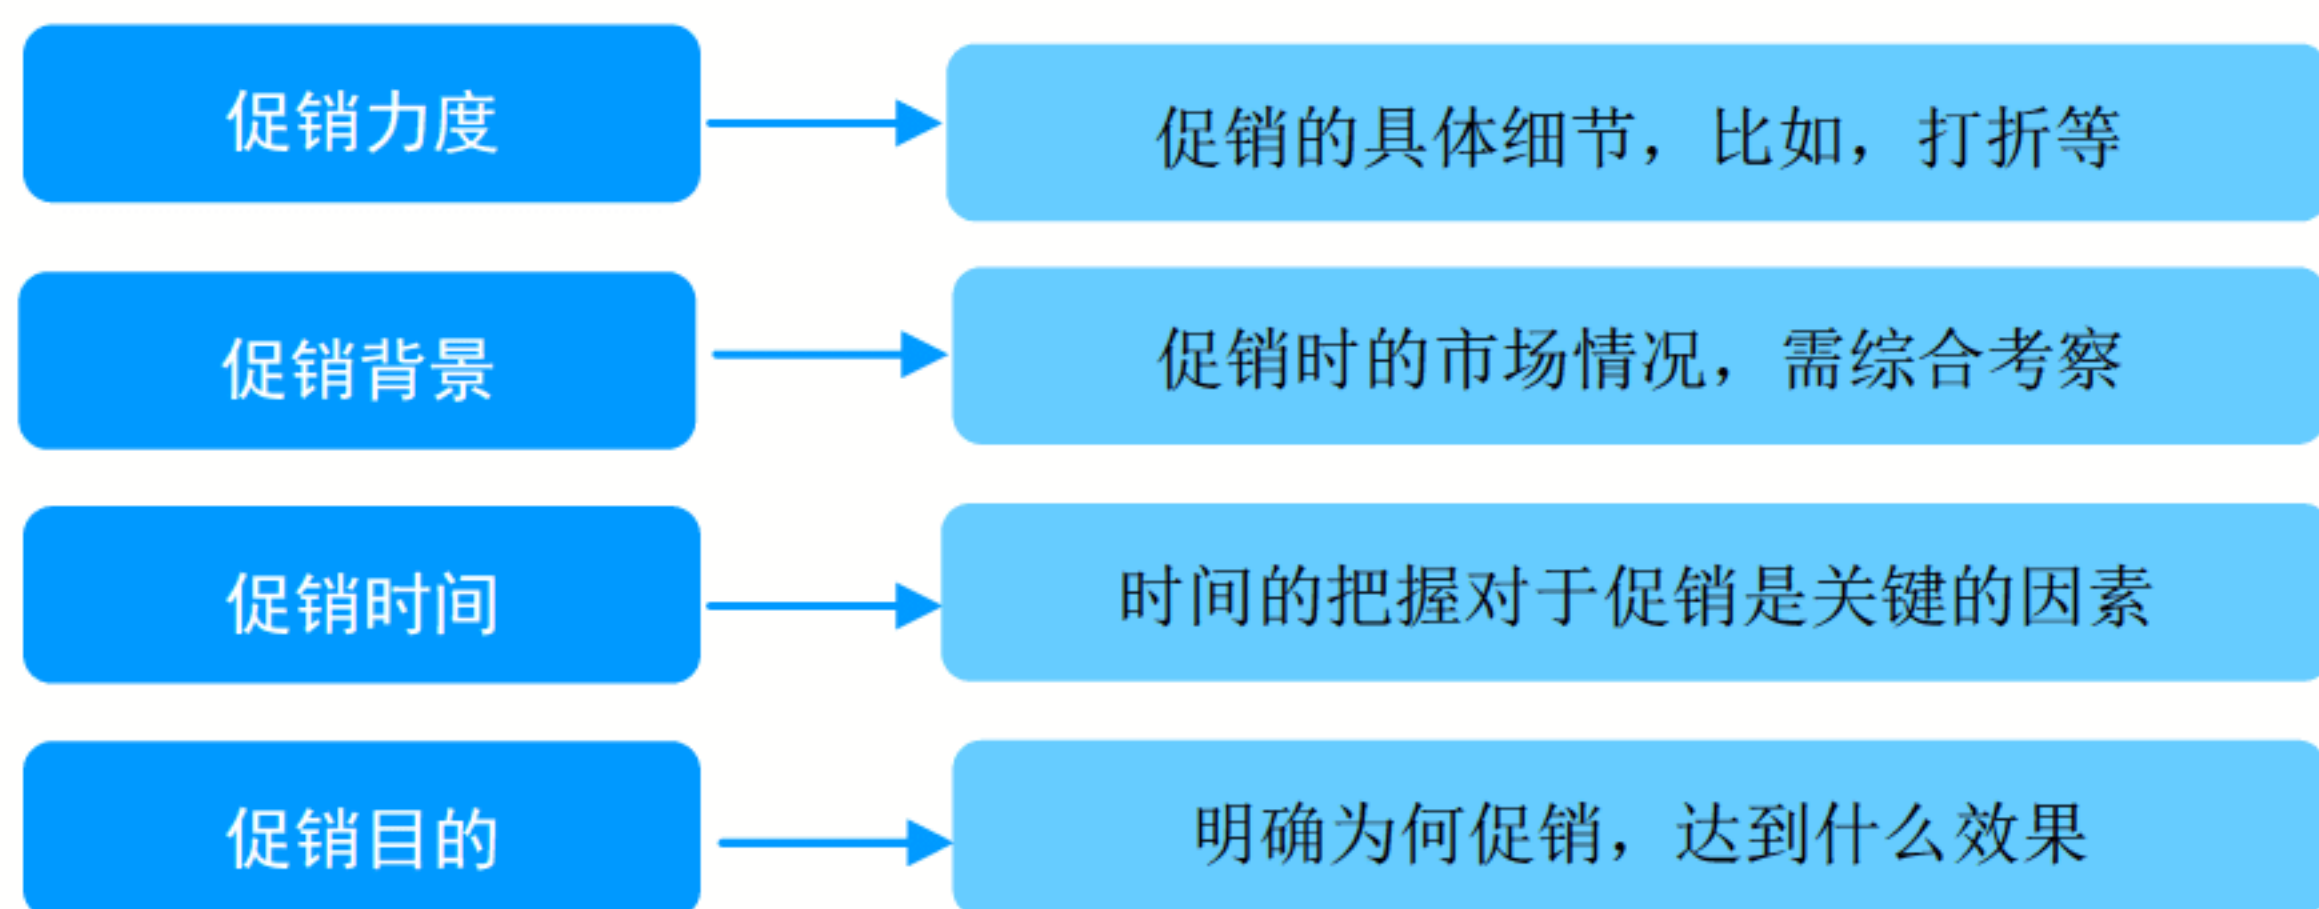 促销力度
促销的具体细节，比如，打折等
促销背景
促销时的市场情况，需综合考察
促销时间
时间的把握对于促销是关键的因素
促销目的
明确为何促销，达到什么效果